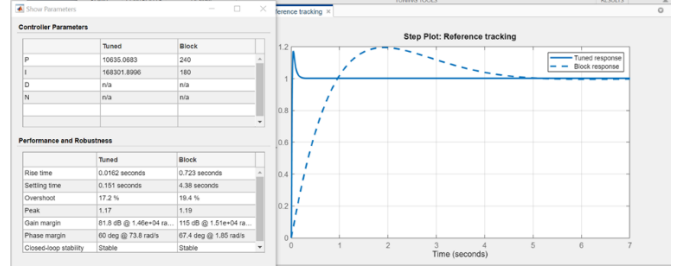 Show Parameters
TUNING TOOLS
RESULTS
Reference tracking
Controller Parameters
Tuned Block
P 10635.0683 240
I 168301.8996 180
D n/a n/a
N n/a n/a
Performance and Robustness
Tuned Block
Rise time 0.0162 seconds 0.723 seconds
Settling time 0.151 seconds 4.38 seconds
Overshoot 17.2 % 19.4 %
Peak 1.17 1.19
Gain margin 81.8 dB @ 1.46e+04 ra... 115 dB @ 1.51e+04 ra...
Phase margin 60 deg @ 73.8 rad/s 67.4 deg @ 1.85 rad/s
Closed-loop stability Stable Stable
Step Plot: Reference tracking
Tuned response
Block response
1.2
1
0.8
0.6
0.4
0.2
0
0 1 2 3 4 5 6 7
Time (seconds)